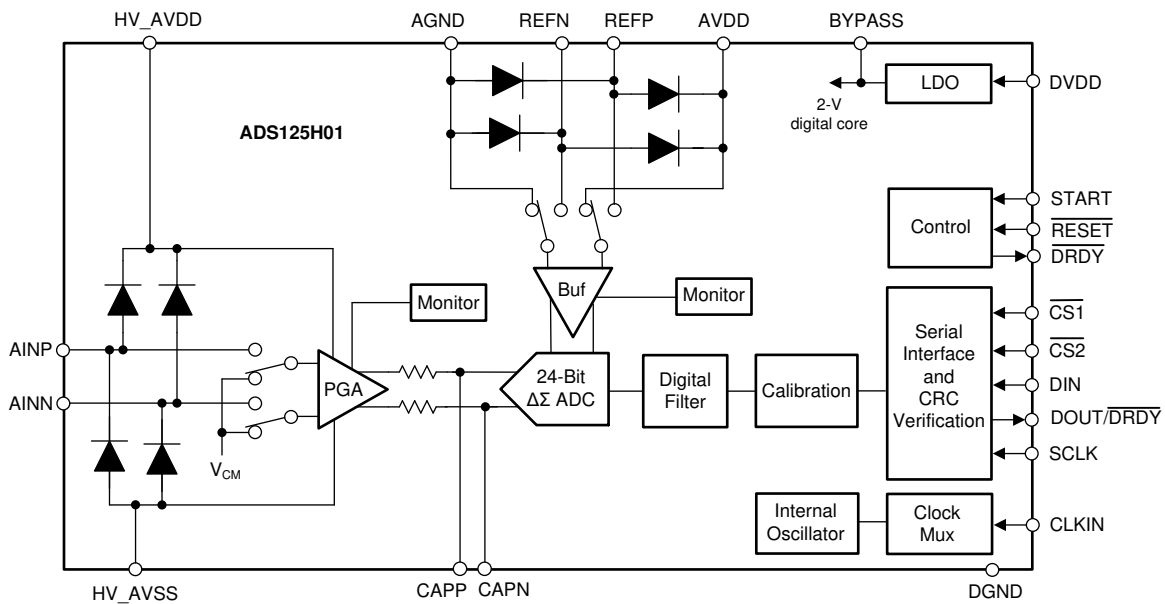 HV_AVDD
AGND
REFN
REFP
AVDD
BYPASS
LDO
DVDD
2-V
digital core
ADS125H01
START
Control
RESET
DRDY
Buf
Monitor
Monitor
CS1
AINP
Serial
Interface
and
CRC
Verification
CS2
PGA
24-Bit
ΔΣ ADC
Digital
Filter
Calibration
DIN
AINN
DOUT/DRDY
VCM
SCLK
Internal
Oscillator
Clock
Mux
CLKIN
HV_AVSS
CAPP
CAPN
DGND